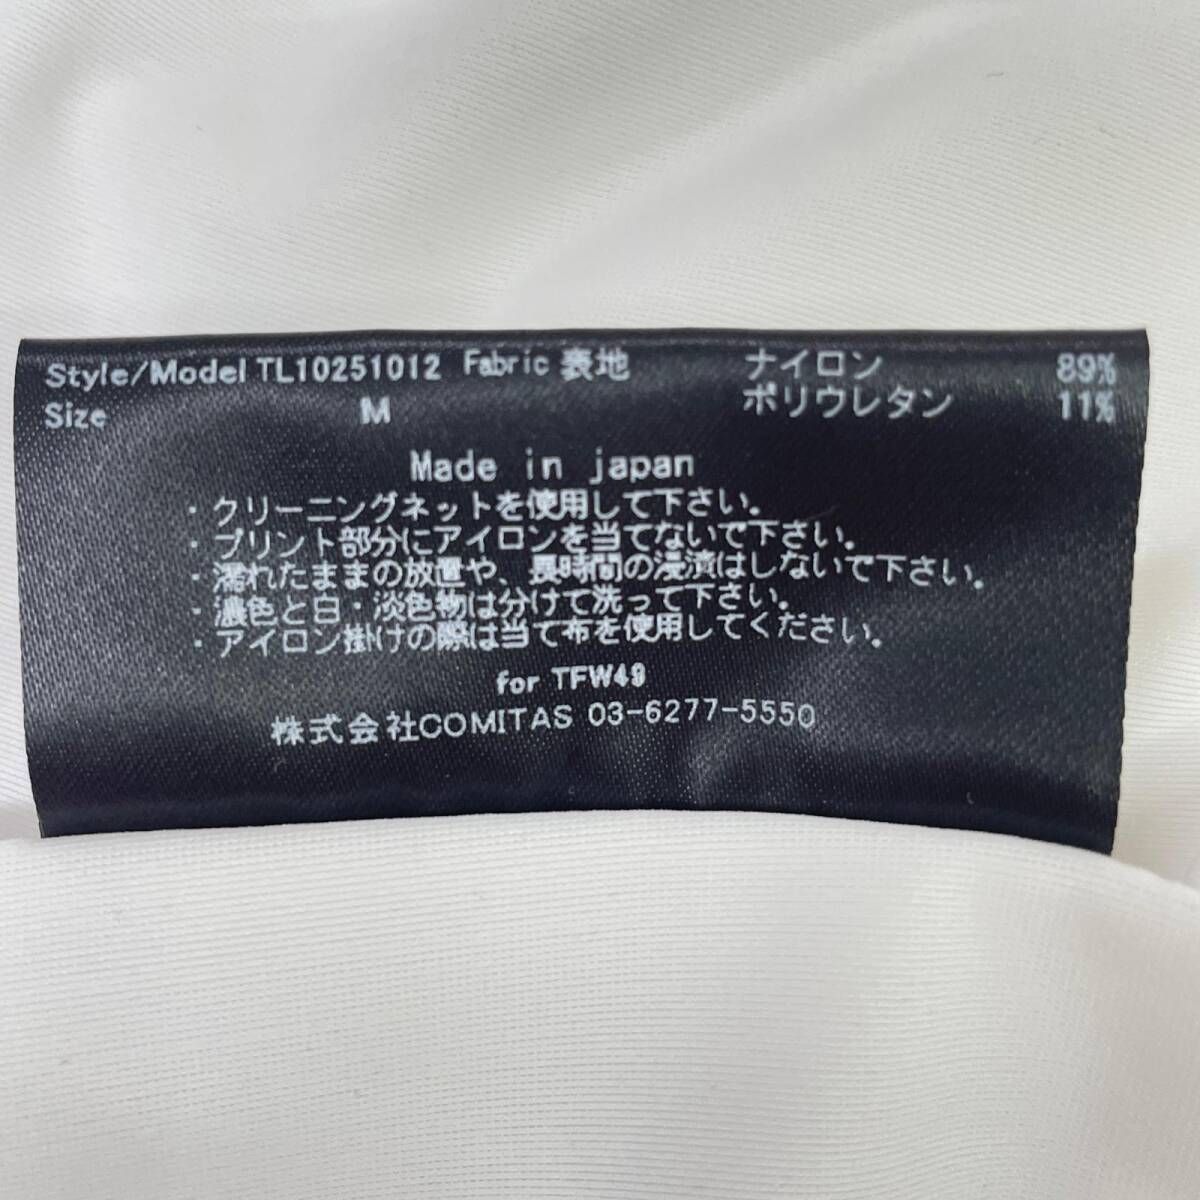 Style/Model TL10251012 Fabric 表地 ナイロン 89%
Size M ポリウレタン 11%
Made in japan
・クリーニングネットを使用して下さい。
・プリント部分にアイロンを当てないで下さい。
・濡れたままの放置や、長時間の浸漬はしないで下さい。
・濃色と白・淡色物は分けて洗って下さい。
・アイロン掛けの際は当て布を使用してください。
for TFW49
株式会社COMITAS 03-6277-5550